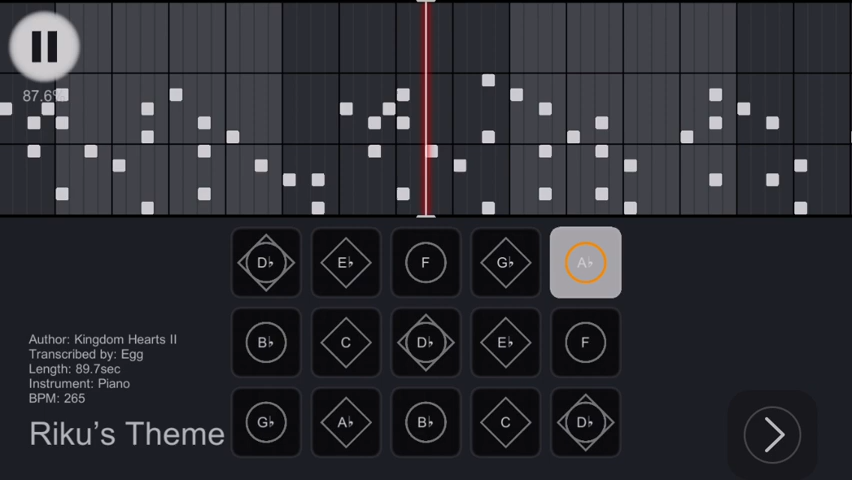 87.6%
D♭ E♭ F G♭ A♭
B♭ C D♭ E♭ F
G♭ A♭ B♭ C D♭
Author: Kingdom Hearts II
Transcribed by: Egg
Length: 89.7sec
Instrument: Piano
BPM: 265
Riku’s Theme